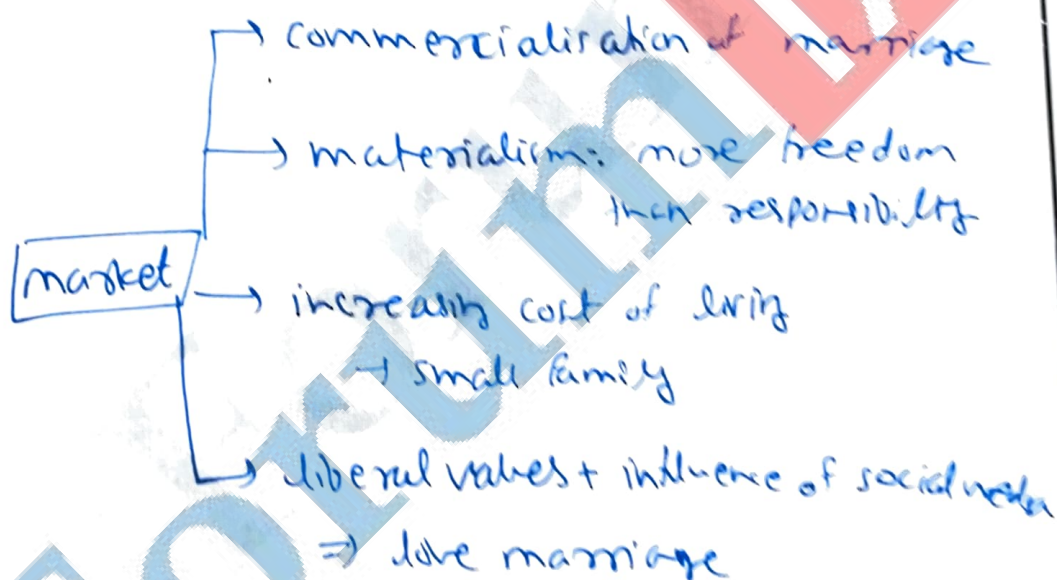 → commercialisation of marriage
→ materialism: more freedom
than responsibility
market
→ increasing cost of living
→ small family
→ liberal values + influence of social media
⇒ love marriage
forum